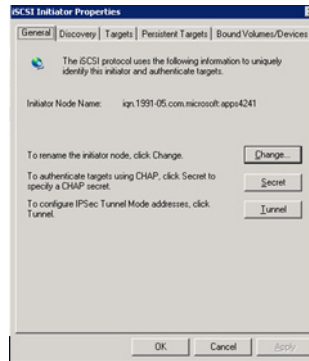 iSCSI Initiator Properties
General Discovery Targets Persistent Targets Bound Volumes/Devices
The iSCSI protocol uses the following information to uniquely
identify this initiator and authenticate targets.
Initiator Node Name: iqn.1991-05.com.microsoft:apps4241
To rename the initiator node, click Change.
Change...
To authenticate targets using CHAP, click Secret to
specify a CHAP secret.
Secret
To configure IPSec Tunnel Mode addresses, click
Tunnel.
Tunnel
OK Cancel Apply